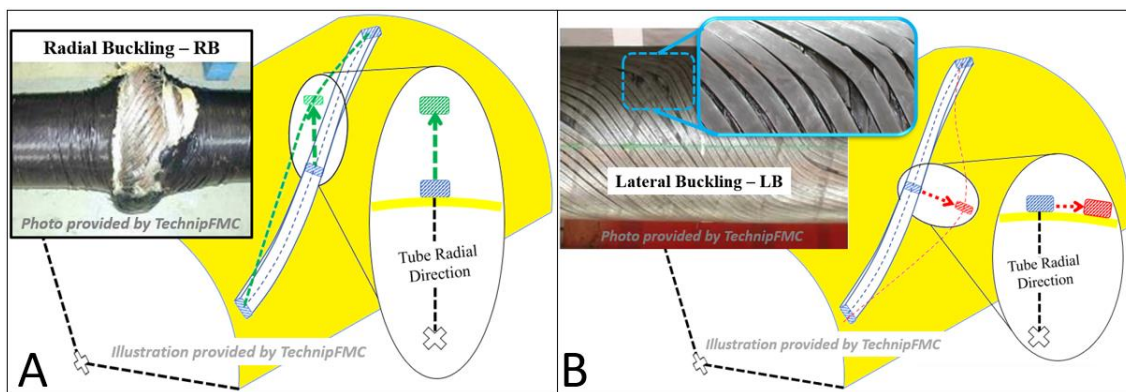 Radial Buckling – RB
Photo provided by TechnipFMC
Tube Radial
Direction
Illustration provided by TechnipFMC
A
Lateral Buckling – LB
Photo provided by TechnipFMC
Tube Radial
Direction
Illustration provided by TechnipFMC
B